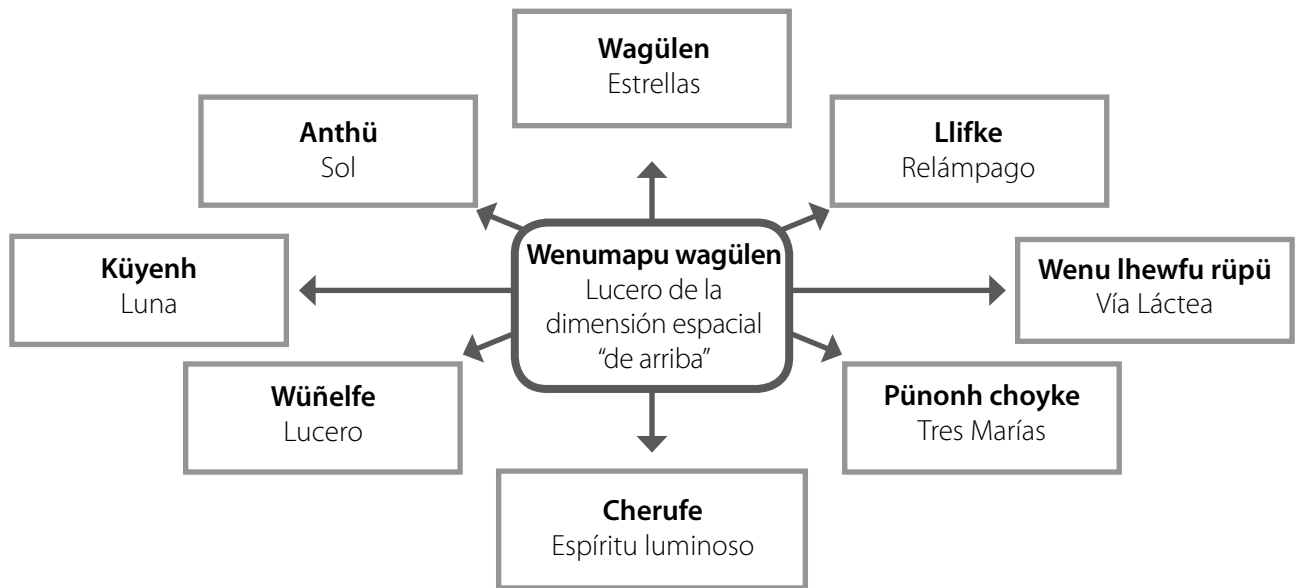 Wagülen
Estrellas
Anthü
Sol
Llifke
Relámpago
Küyenh
Luna
Wenumapu wagülen
Lucero de la
dimensión espacial
“de arriba”
Wenu lhewfu rüpü
Vía Láctea
Wüñelfe
Lucero
Pünonh choyke
Tres Marías
Cherufe
Espíritu luminoso